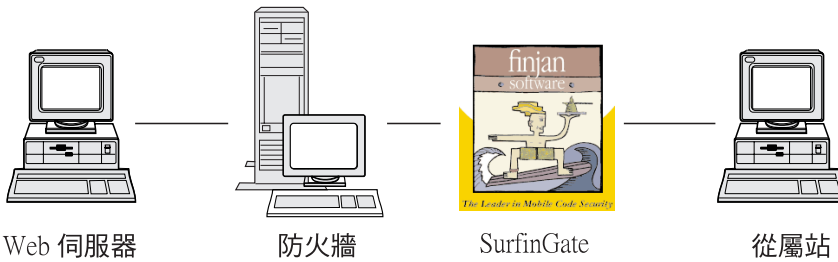 finjan
software
The Leader in Mobile Code Security
Web 伺服器
防火牆
SurfinGate
從屬站